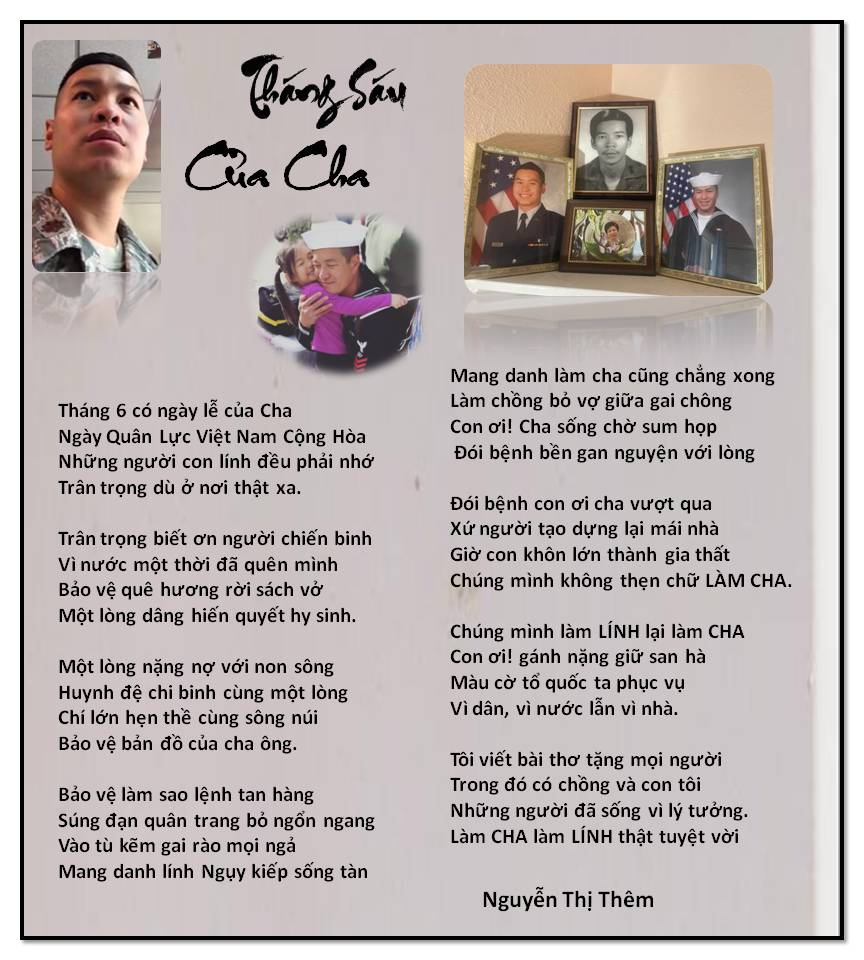 Tháng Sáu
Của Cha
Tháng 6 có ngày lễ của Cha
Ngày Quân Lực Việt Nam Cộng Hòa
Những người con lính đều phải nhớ
Trân trọng dù ở nơi thật xa.
Trân trọng biết ơn người chiến binh
Vì nước một thời đã quên mình
Bảo vệ quê hương rời sách vở
Một lòng dâng hiến quyết hy sinh.
Một lòng nặng nợ với non sông
Huynh đệ chi binh cùng một lòng
Chí lớn hẹn thề cùng sông núi
Bảo vệ bản đồ của cha ông.
Bảo vệ làm sao lệnh tan hàng
Súng đạn quân trang bỏ ngổn ngang
Vào tù kẽm gai rào mọi ngả
Mang danh lính Ngụy kiếp sống tàn
Mang danh làm cha cũng chẳng xong
Làm chồng bỏ vợ giữa gai chông
Con ơi! Cha sống chờ sum họp
Đói bệnh bền gan nguyện với lòng
Đói bệnh con ơi cha vượt qua
Xứ người tạo dựng lại mái nhà
Giờ con khôn lớn thành gia thất
Chúng mình không thẹn chữ LÀM CHA.
Chúng mình làm LÍNH lại làm CHA
Con ơi! gánh nặng giữ san hà
Màu cờ tổ quốc ta phục vụ
Vì dân, vì nước lẫn vì nhà.
Tôi viết bài thơ tặng mọi người
Trong đó có chồng và con tôi
Những người đã sống vì lý tưởng.
Làm CHA làm LÍNH thật tuyệt vời
Nguyễn Thị Thêm